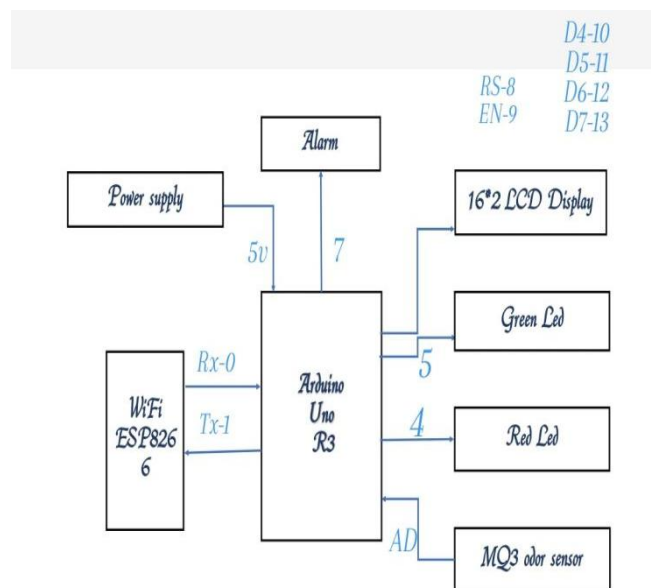 D4-10
D5-11
RS-8
D6-12
EN-9
D7-13
Alarm
Power supply
16*2 LCD Display
5v
7
Green Led
5
Rx-0
WiFi
ESP826
6
Tx-1
Arduino
Uno
R3
4
Red Led
AD
MQ3 odor sensor